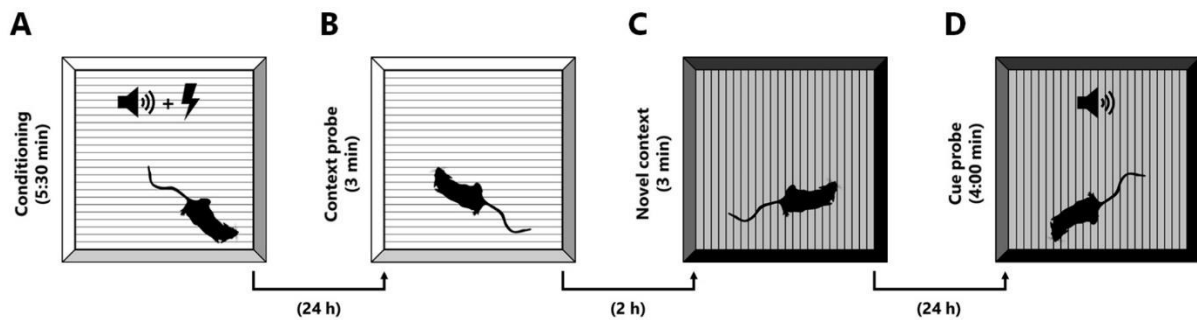 A
B
C
D
Conditioning
(5:30 min)
+
Context probe
(3 min)
Novel context
(3 min)
Cue probe
(4:00 min)
(24 h)
(2 h)
(24 h)